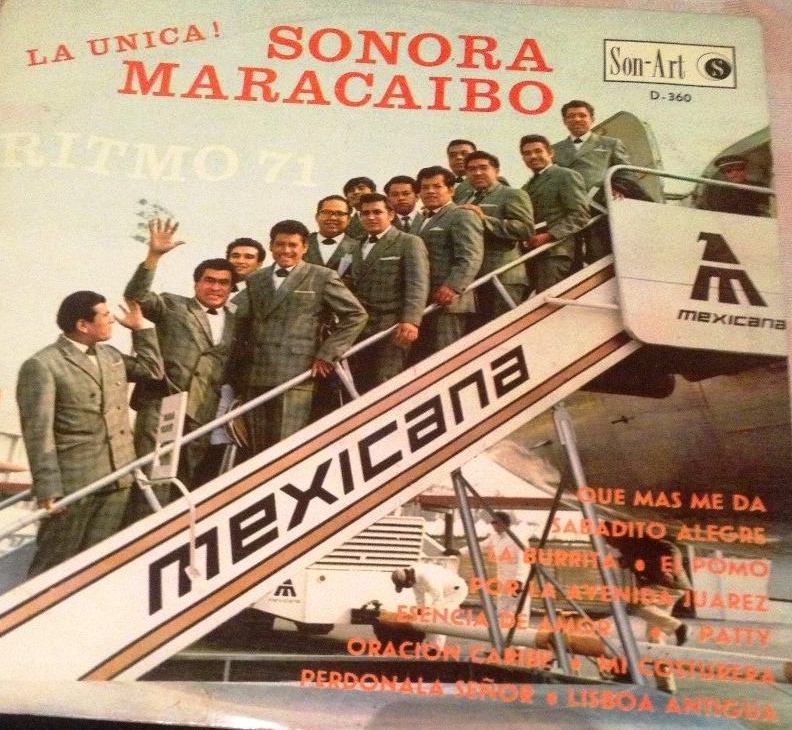 LA UNICA! SONORA
MARACAIBO
Son-Art S
D-360
RITMO 71
mexicana
mexicana
QUE MAS ME DA
SABADITO ALEGRE
LA BURRITA • EL POMO
POR LA AVENIDA JUAREZ
ESENCIA DE AMOR • PATTY
ORACION CARIBE • MI COSTURERA
PERDONALA SEÑOR • LISBOA ANTIGUA